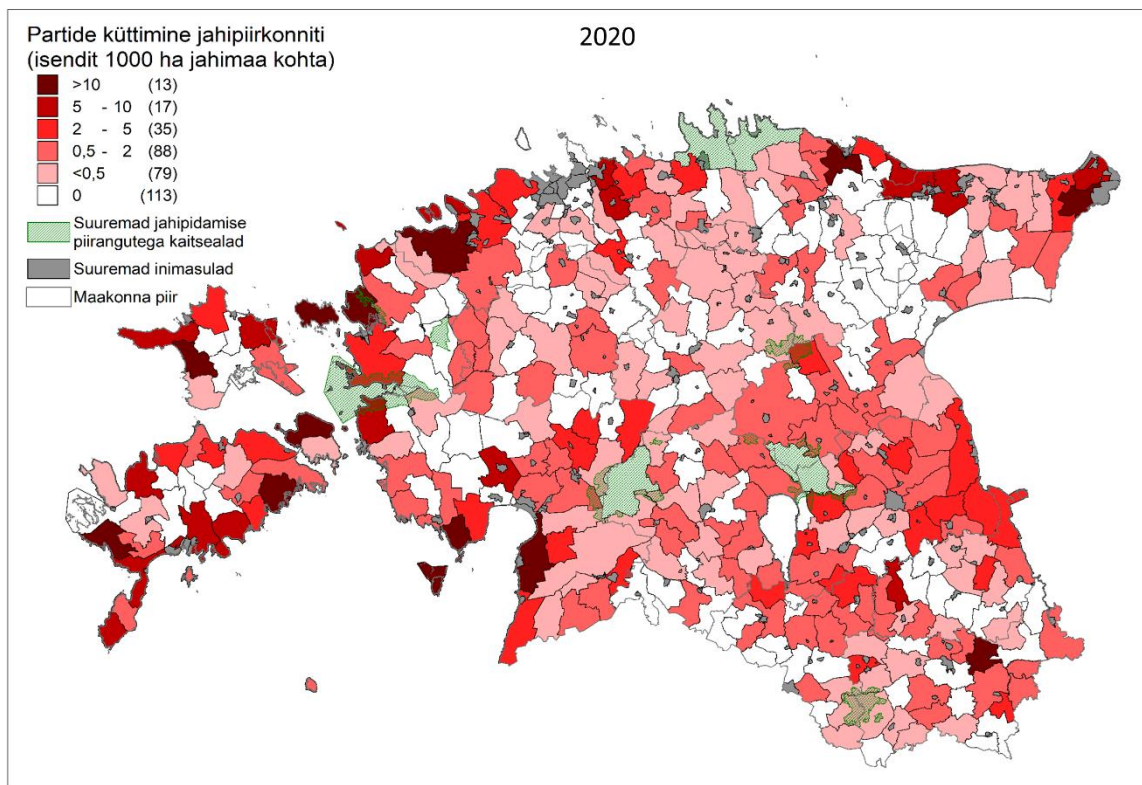 Partide küttimine jahipiirkonniti
(isendit 1000 ha jahimaa kohta)
2020
>10 (13)
5 - 10 (17)
2 - 5 (35)
0,5 - 2 (88)
<0,5 (79)
0 (113)
Suuremad jahipidamise
piirangutega kaitsealad
Suuremad inimasulad
Maakonna piir